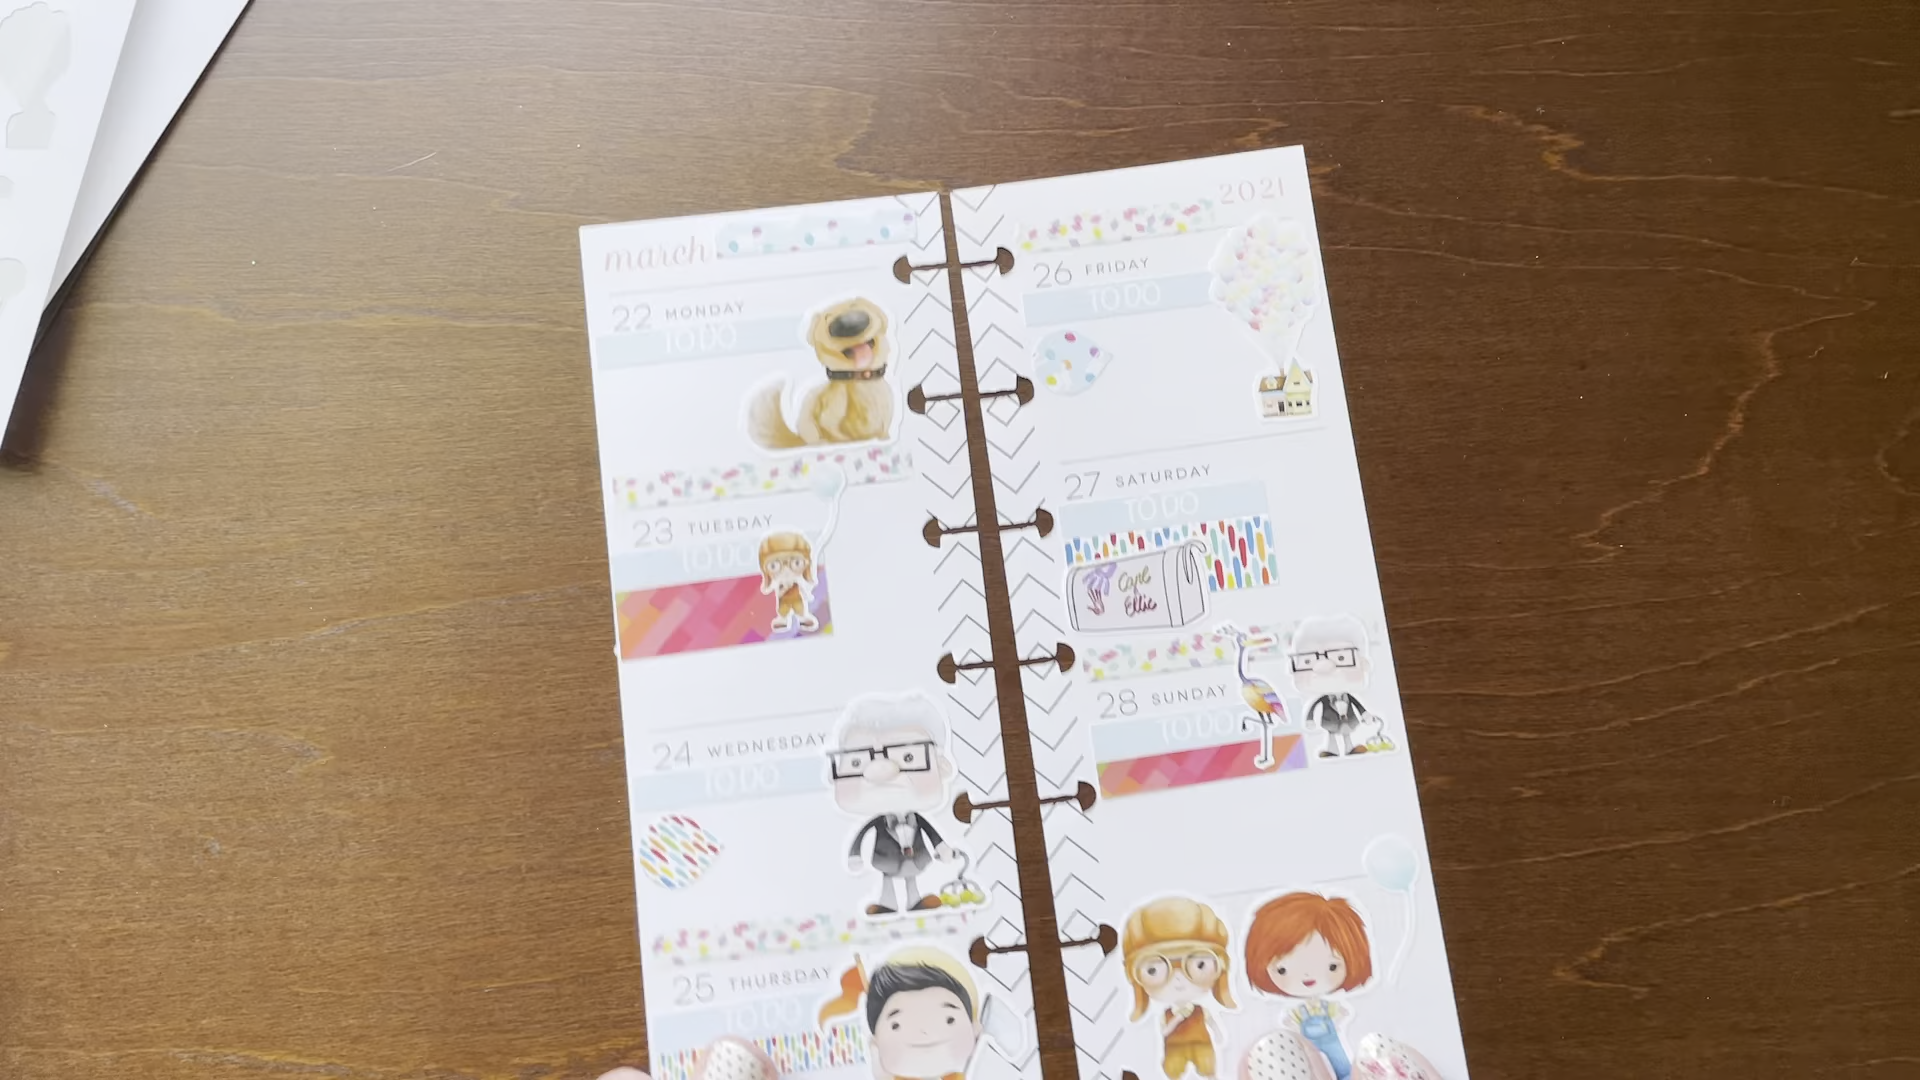 march
22 MONDAY
TO DO
23 TUESDAY
TO DO
24 WEDNESDAY
TO DO
25 THURSDAY
TO DO
2021
26 FRIDAY
TO DO
27 SATURDAY
TO DO
Carl
Ellie
28 SUNDAY
TO DO